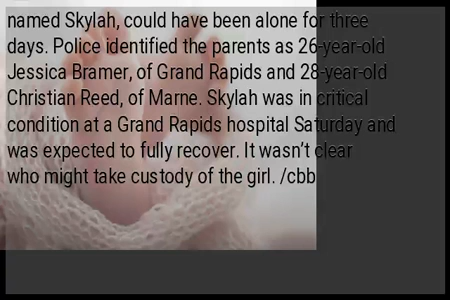 named Skylah, could have been alone for three
days. Police identified the parents as 26-year-old
Jessica Bramer, of Grand Rapids and 28-year-old
Christian Reed, of Marne. Skylah was in critical
condition at a Grand Rapids hospital Saturday and
was expected to fully recover. It wasn’t clear
who might take custody of the girl. /cbb